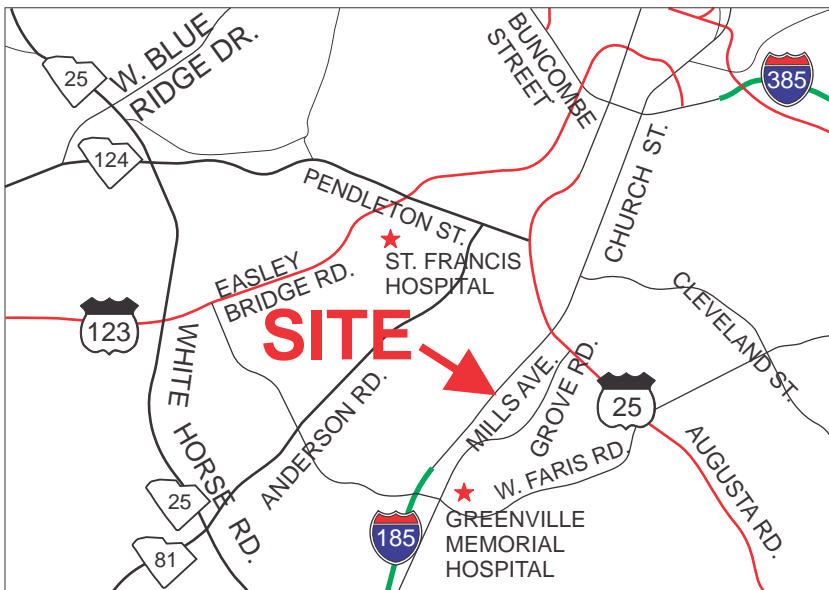 25
W. BLUE
RIDGE DR.
BUNCOMBE
STREET
385
124
PENDLETON ST.
CHURCH ST.
ST. FRANCIS
HOSPITAL
EASLEY
BRIDGE RD.
CLEVELAND ST.
123
SITE
WHITE HORSE RD.
ANDERSON RD.
MILLS AVE.
GROVE RD.
25
AUGUSTA RD.
W. FARIS RD.
25
GREENVILLE
MEMORIAL
HOSPITAL
185
81